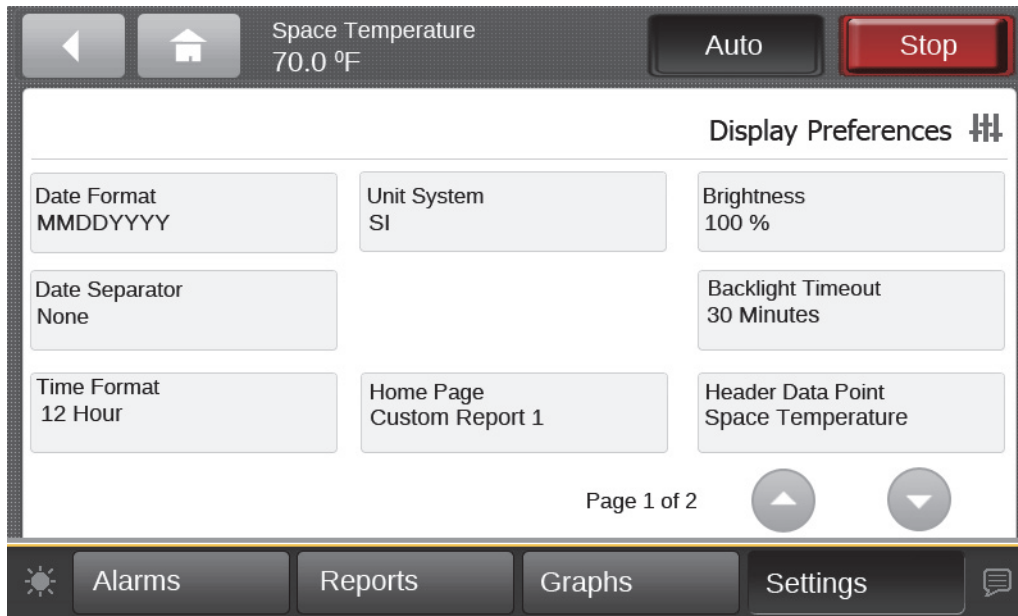 Space Temperature
70.0 ⁰F
Auto
Stop
Display Preferences
Date Format
MMDDYYYY
Unit System
SI
Brightness
100 %
Date Separator
None
Backlight Timeout
30 Minutes
Time Format
12 Hour
Home Page
Custom Report 1
Header Data Point
Space Temperature
Page 1 of 2
Alarms
Reports
Graphs
Settings